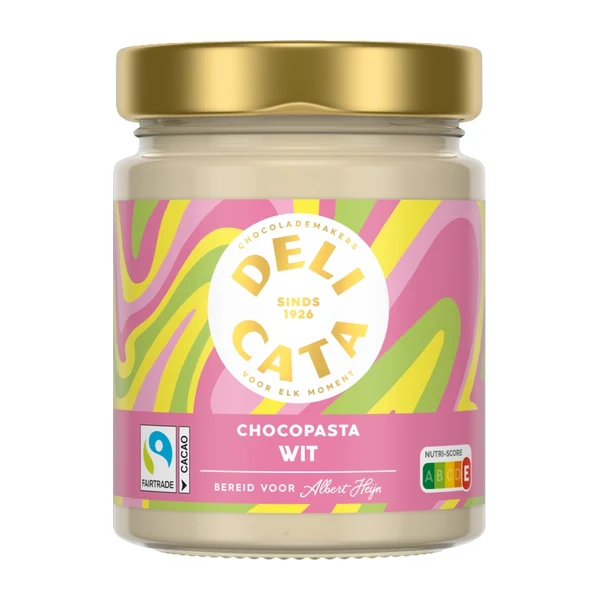 CHOCOLADEMAKERS
DELI
SINDS
1926
CATA
VOOR ELK MOMENT
CHOCOPASTA
WIT
BEREID VOOR Albert Heijn
FAIRTRADE
CACAO
NUTRI-SCORE
A B C D E